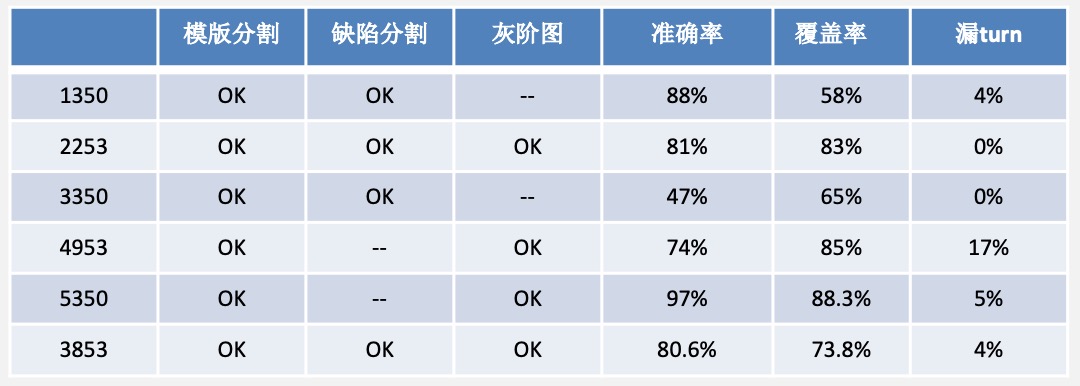 模版分割 缺陷分割 灰阶图 准确率 覆盖率 漏turn
1350 OK OK -- 88% 58% 4%
2253 OK OK OK 81% 83% 0%
3350 OK OK -- 47% 65% 0%
4953 OK -- OK 74% 85% 17%
5350 OK -- OK 97% 88.3% 5%
3853 OK OK OK 80.6% 73.8% 4%